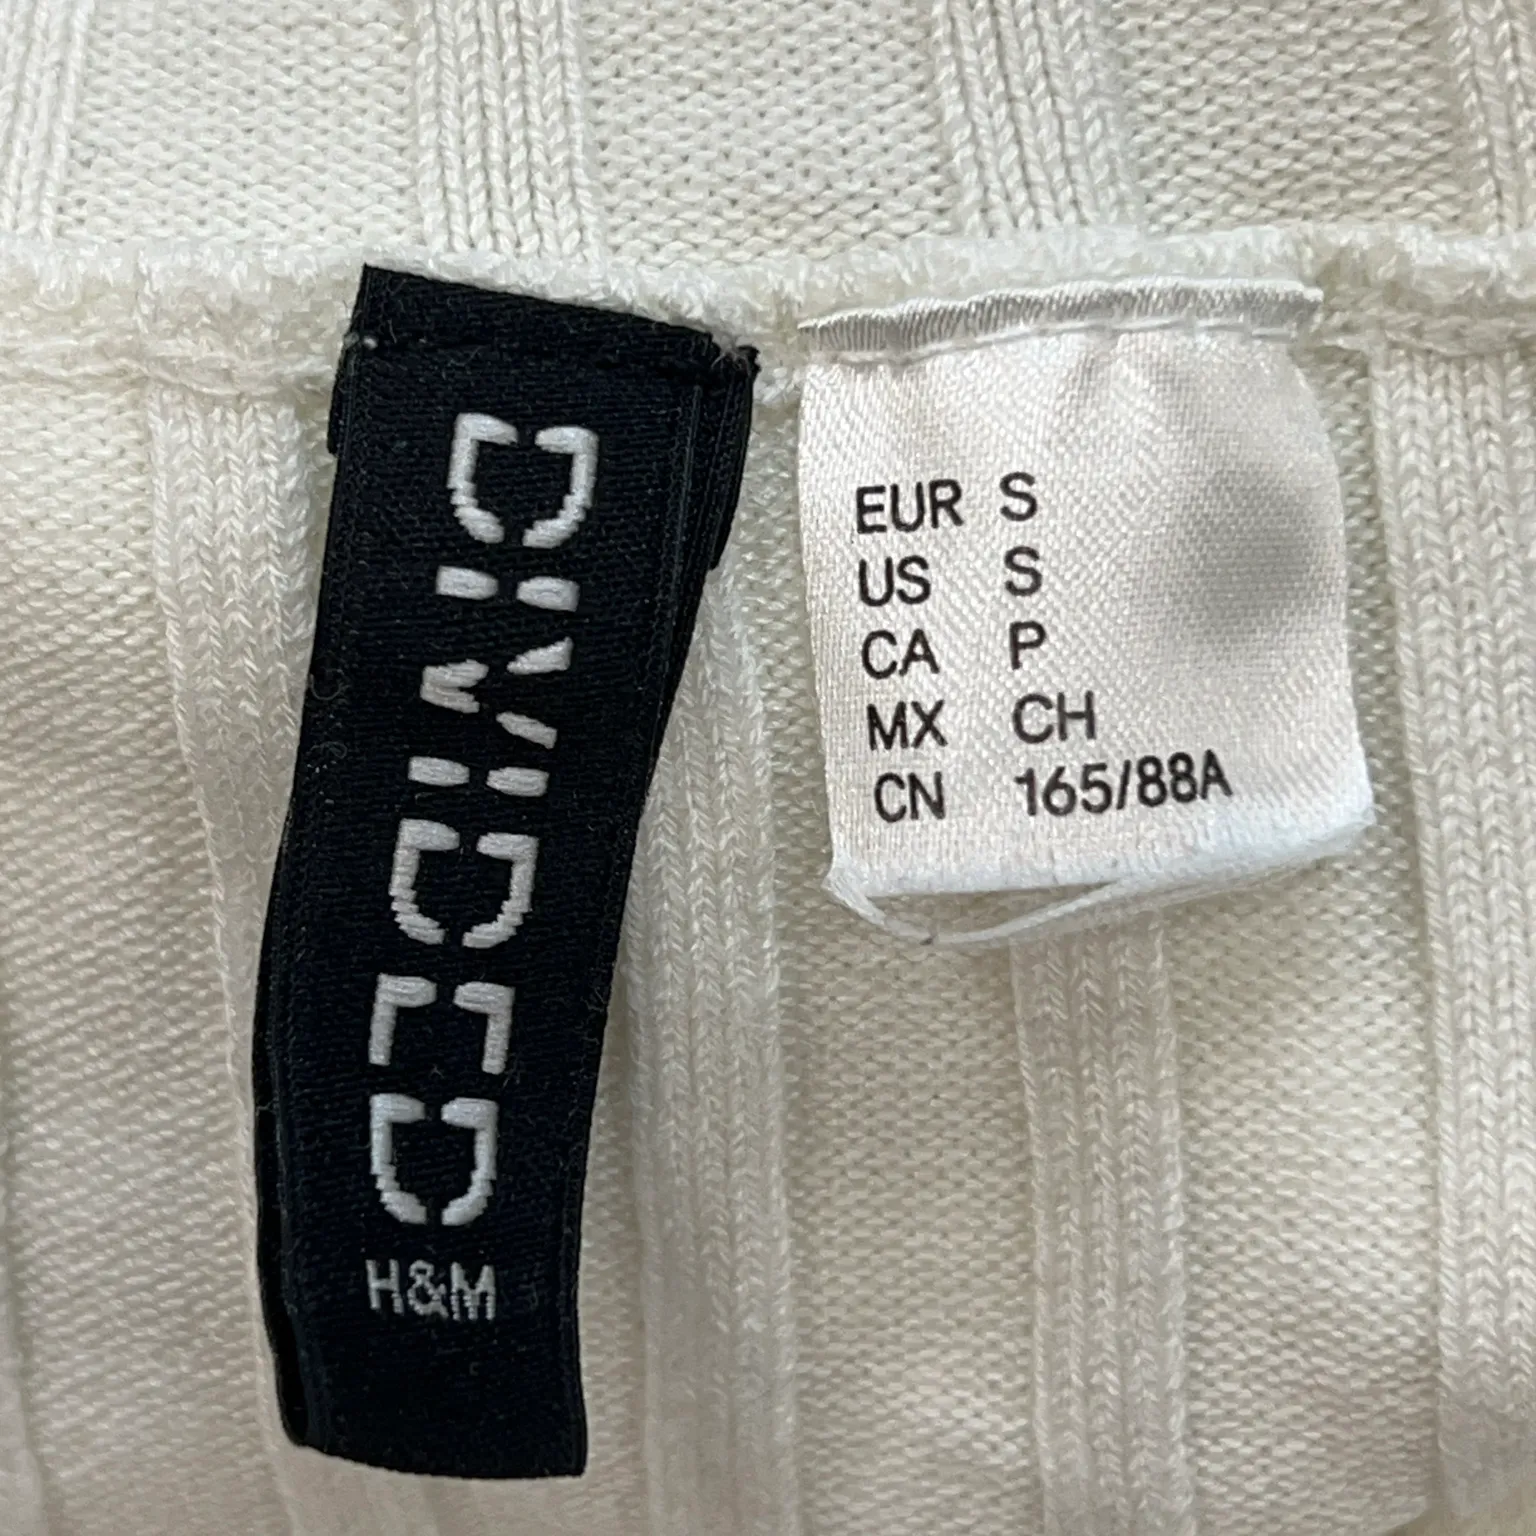 DIVIDED
H&M
EUR S
US S
CA P
MX CH
CN 165/88A